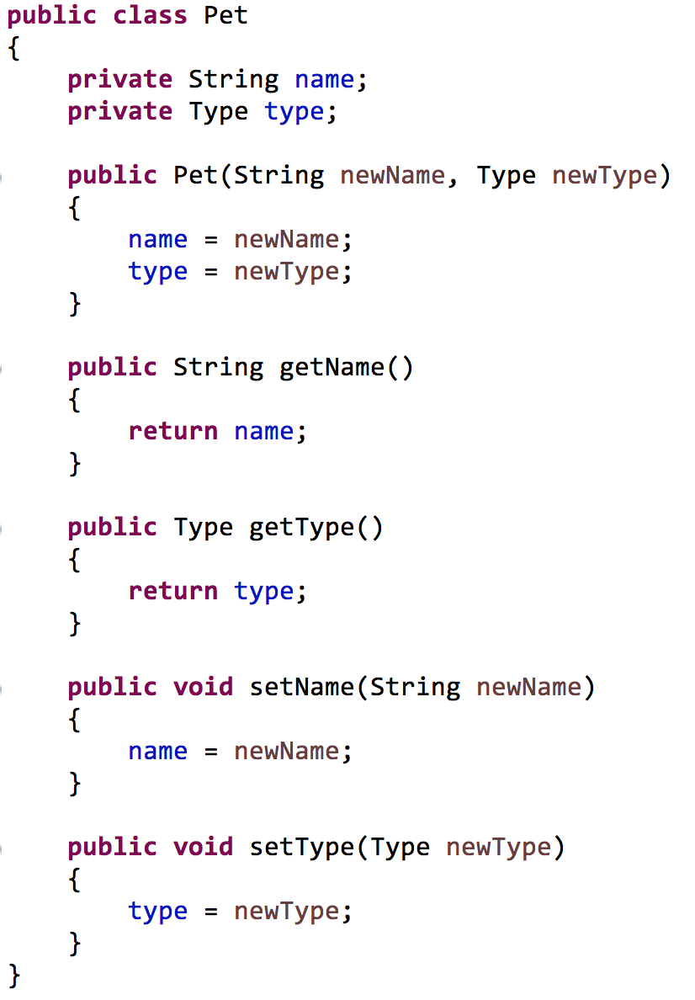 public class Pet
{
    private String name;
    private Type type;

    public Pet(String newName, Type newType)
    {
        name = newName;
        type = newType;
    }

    public String getName()
    {
        return name;
    }

    public Type getType()
    {
        return type;
    }

    public void setName(String newName)
    {
        name = newName;
    }

    public void setType(Type newType)
    {
        type = newType;
    }
}